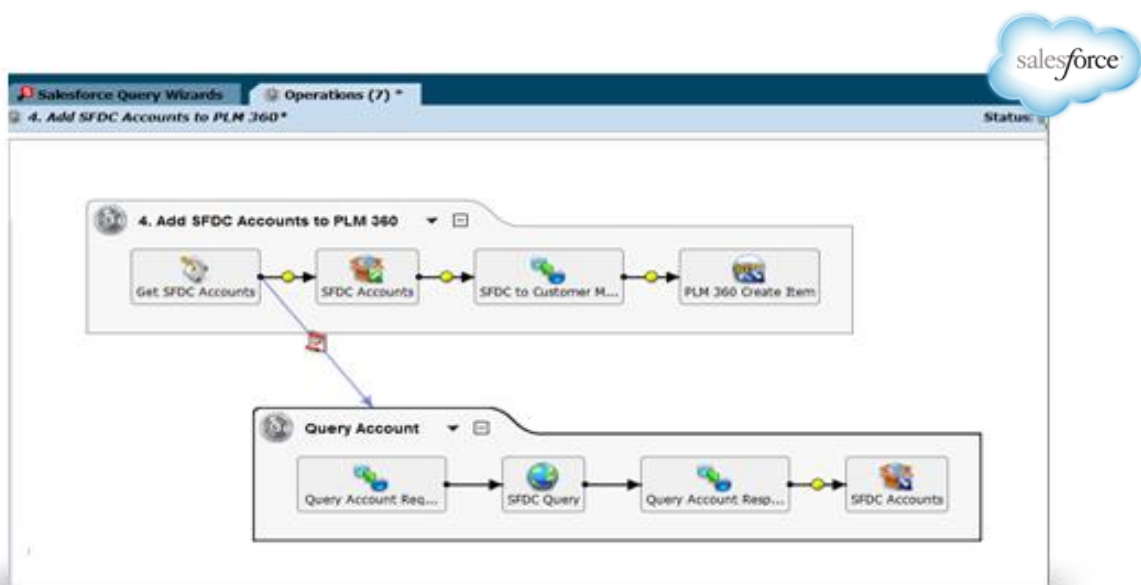 salesforce
Salesforce Query Wizards Operations (7) *
4. Add SFDC Accounts to PLM 360* Status:
4. Add SFDC Accounts to PLM 360
Get SFDC Accounts SFDC Accounts SFDC to Customer M... PLM 360 Create Item
Query Account
Query Account Req... SFDC Query Query Account Resp... SFDC Accounts